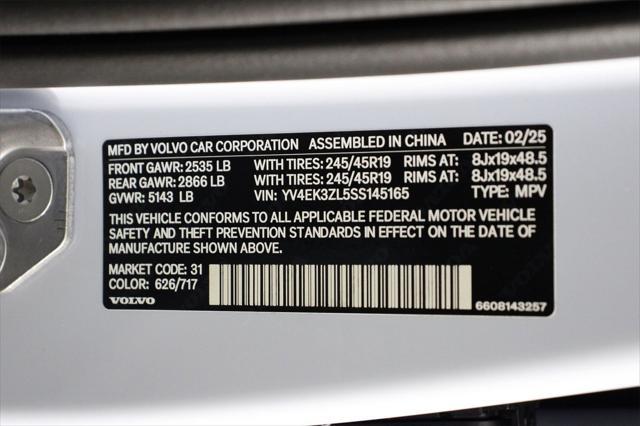 MFD BY VOLVO CAR CORPORATION ASSEMBLED IN CHINA DATE: 02/25
FRONT GAWR: 2535 LB WITH TIRES: 245/45R19 RIMS AT: 8Jx19x48.5
REAR GAWR: 2866 LB WITH TIRES: 245/45R19 RIMS AT: 8Jx19x48.5
GVWR: 5143 LB VIN: YV4EK3ZL5SS145165 TYPE: MPV
THIS VEHICLE CONFORMS TO ALL APPLICABLE FEDERAL MOTOR VEHICLE
SAFETY AND THEFT PREVENTION STANDARDS IN EFFECT ON THE DATE OF
MANUFACTURE SHOWN ABOVE.
MARKET CODE: 31
COLOR: 626/717
VOLVO 6608143257